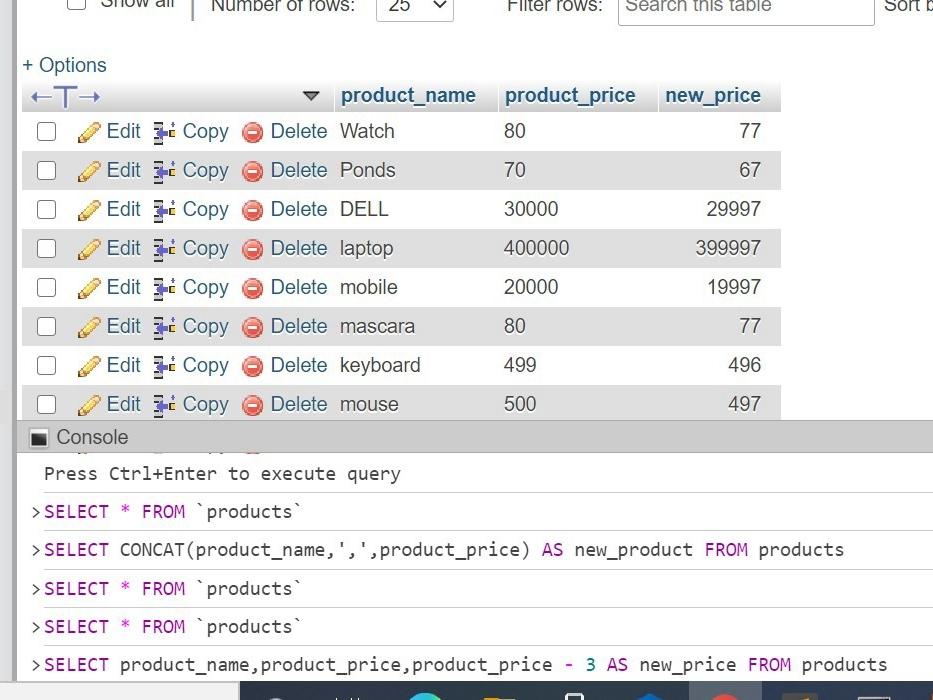 Show all Number of rows: 25 Filter rows: Search this table Sort b
+ Options
←T→ product_name product_price new_price
Edit Copy Delete Watch 80 77
Edit Copy Delete Ponds 70 67
Edit Copy Delete DELL 30000 29997
Edit Copy Delete laptop 400000 399997
Edit Copy Delete mobile 20000 19997
Edit Copy Delete mascara 80 77
Edit Copy Delete keyboard 499 496
Edit Copy Delete mouse 500 497
Console
Press Ctrl+Enter to execute query
>SELECT * FROM `products`
>SELECT CONCAT(product_name,',',product_price) AS new_product FROM products
>SELECT * FROM `products`
>SELECT * FROM `products`
>SELECT product_name,product_price,product_price - 3 AS new_price FROM products